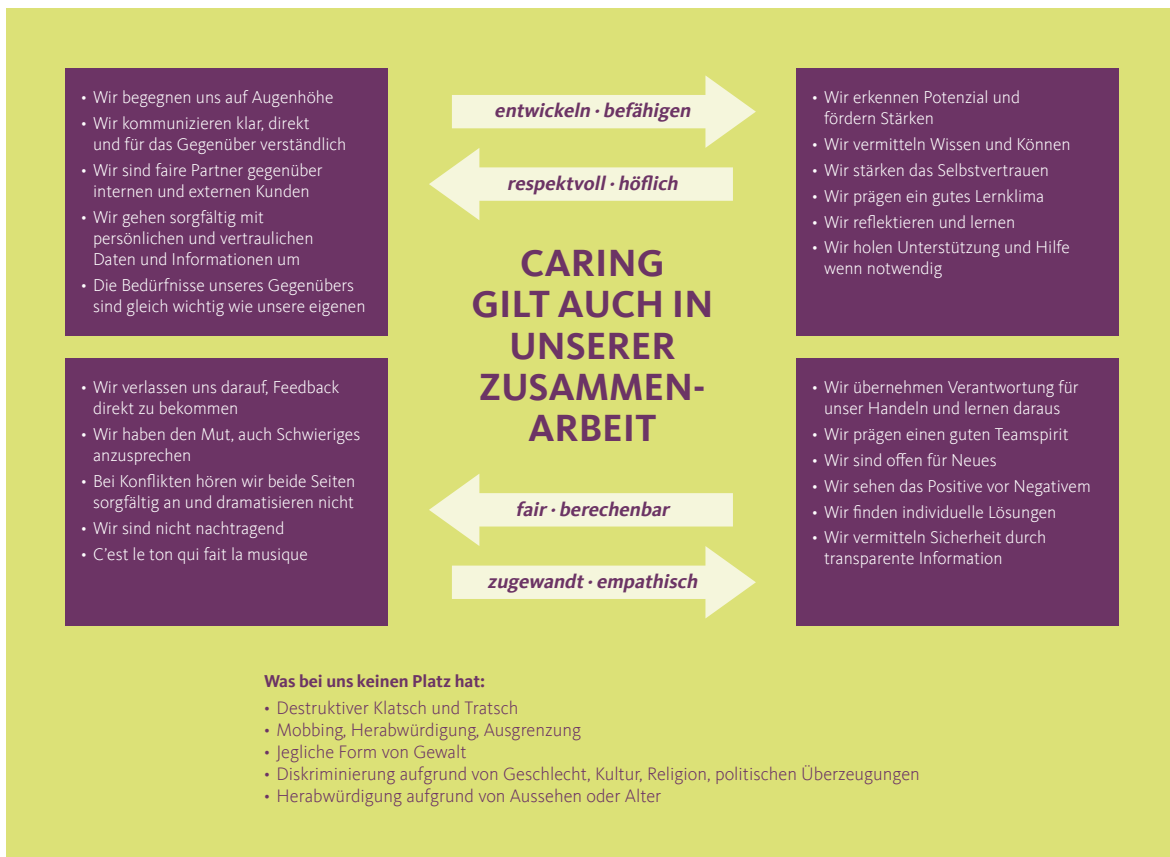 • Wir begegnen uns auf Augenhöhe
• Wir kommunizieren klar, direkt
und für das Gegenüber verständlich
• Wir sind faire Partner gegenüber
internen und externen Kunden
• Wir gehen sorgfältig mit
persönlichen und vertraulichen
Daten und Informationen um
• Die Bedürfnisse unseres Gegenübers
sind gleich wichtig wie unsere eigenen
entwickeln · befähigen
respektvoll · höflich
• Wir erkennen Potenzial und
fördern Stärken
• Wir vermitteln Wissen und Können
• Wir stärken das Selbstvertrauen
• Wir prägen ein gutes Lernklima
• Wir reflektieren und lernen
• Wir holen Unterstützung und Hilfe
wenn notwendig
CARING
GILT AUCH IN
UNSERER
ZUSAMMEN-
ARBEIT
• Wir verlassen uns darauf, Feedback
direkt zu bekommen
• Wir haben den Mut, auch Schwieriges
anzusprechen
• Bei Konflikten hören wir beide Seiten
sorgfältig an und dramatisieren nicht
• Wir sind nicht nachtragend
• C’est le ton qui fait la musique
fair · berechenbar
zugewandt · empathisch
• Wir übernehmen Verantwortung für
unser Handeln und lernen daraus
• Wir prägen einen guten Teamspirit
• Wir sind offen für Neues
• Wir sehen das Positive vor Negativem
• Wir finden individuelle Lösungen
• Wir vermitteln Sicherheit durch
transparente Information
Was bei uns keinen Platz hat:
• Destruktiver Klatsch und Tratsch
• Mobbing, Herabwürdigung, Ausgrenzung
• Jegliche Form von Gewalt
• Diskriminierung aufgrund von Geschlecht, Kultur, Religion, politischen Überzeugungen
• Herabwürdigung aufgrund von Aussehen oder Alter